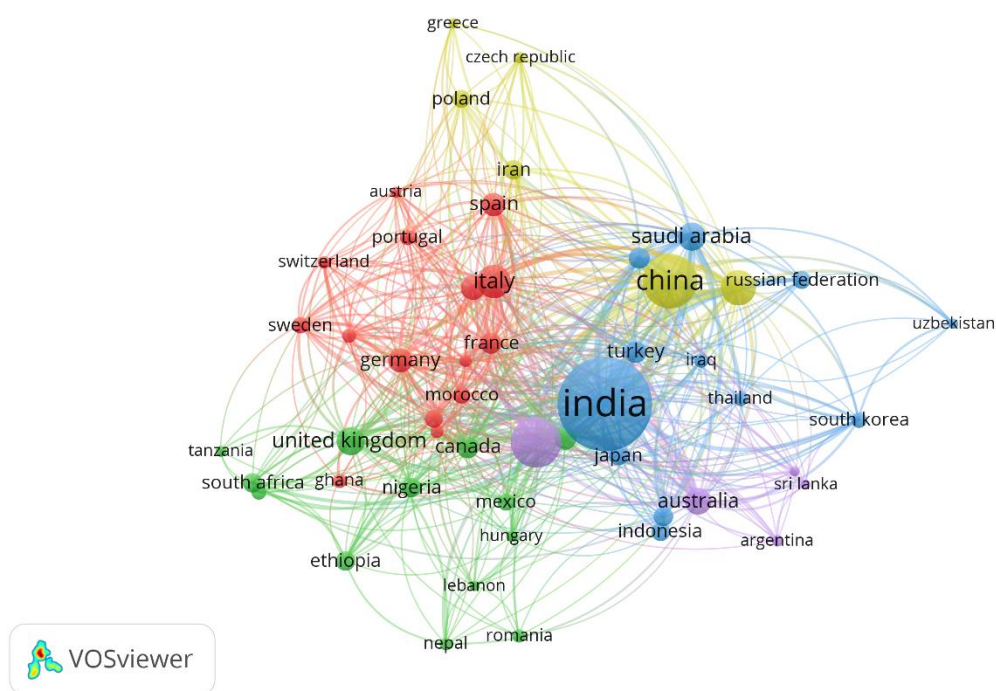 greece
czech republic
poland
iran
austria
spain
portugal
saudi arabia
switzerland
italy
china
russian federation
sweden
uzbekistan
france
turkey
iraq
germany
morocco
india
thailand
south korea
united kingdom
canada
tanzania
japan
south africa
ghana
nigeria
sri lanka
mexico
australia
hungary
indonesia
argentina
ethiopia
lebanon
nepal
romania
VOSviewer